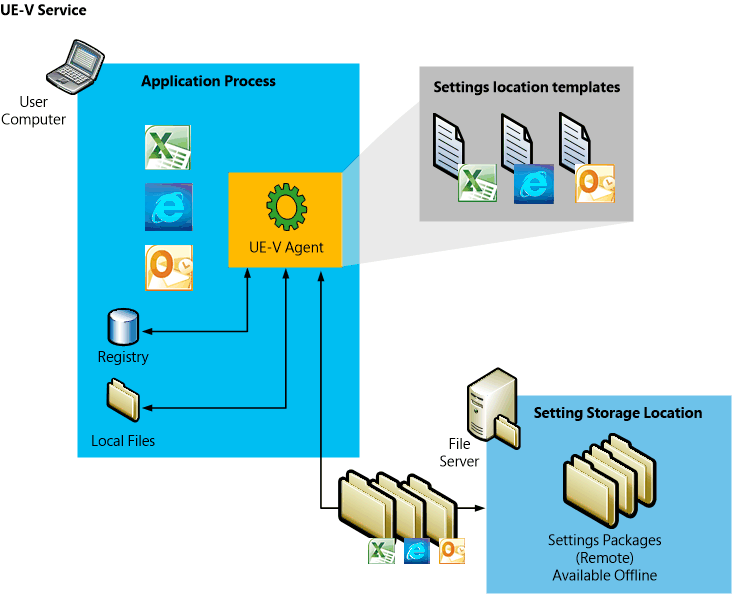 UE-V Service
User
Computer
Application Process
Settings location templates
UE-V Agent
Registry
Local Files
File
Server
Setting Storage Location
Settings Packages
(Remote)
Available Offline